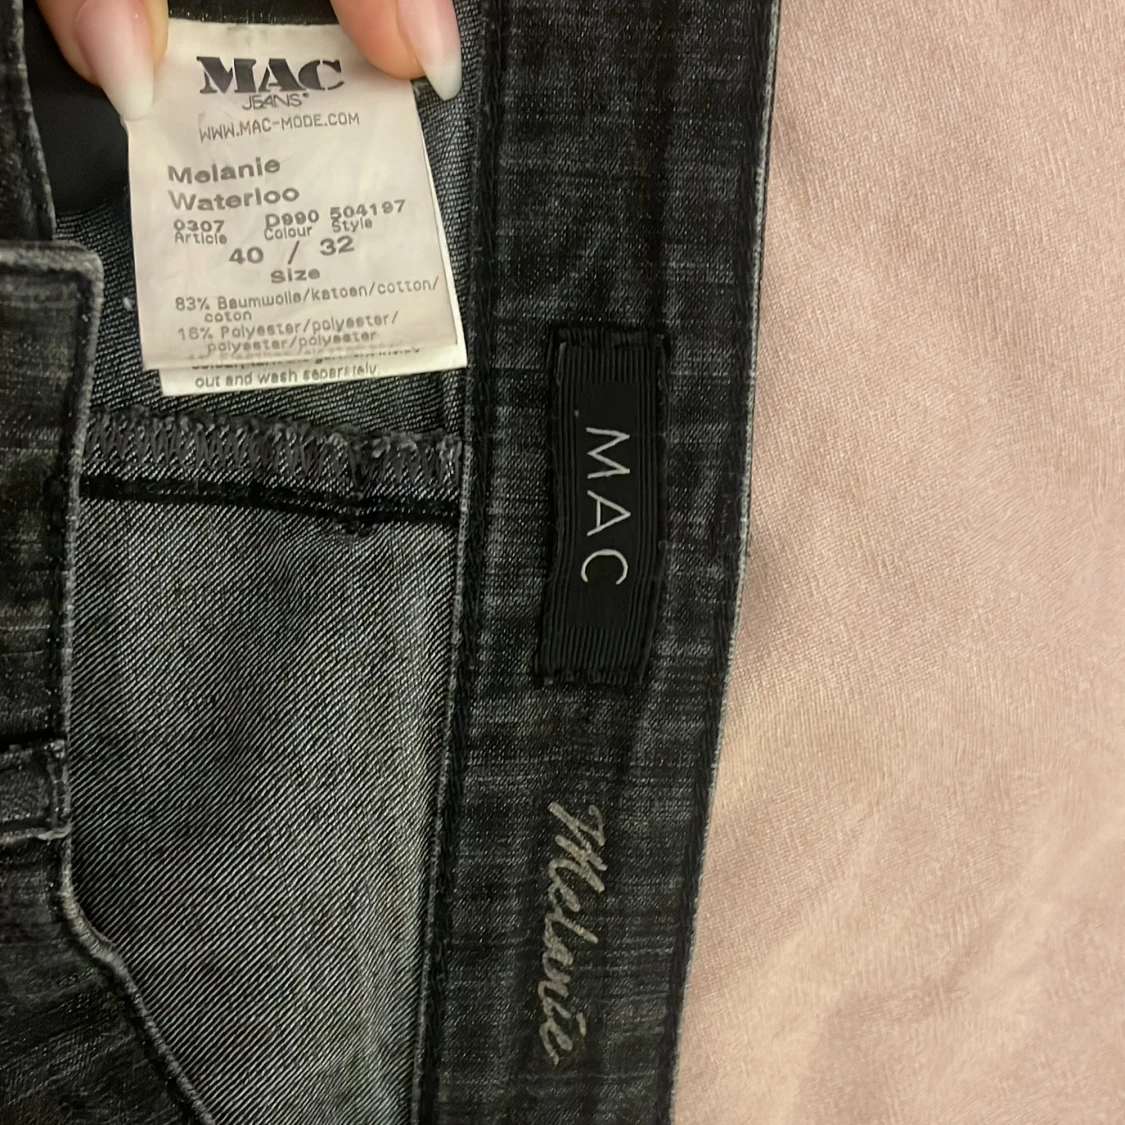 MAC
JEANS®
WWW.MAC-MODE.COM
Melanie
Waterloo
0307 D990 504197
Article Colour Style
40 / 32
Size
83% Baumwolle/katoen/cotton/
coton
16% Polyester/polyester/
polyester/polyester
out and wash separately.
MAC
Melanie